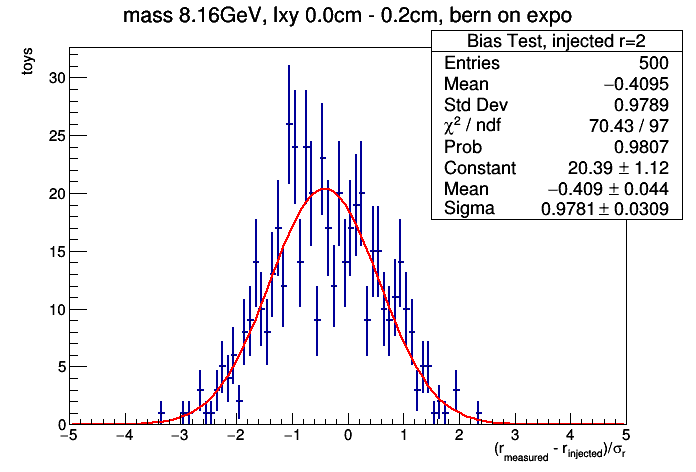 mass 8.16GeV, lxy 0.0cm - 0.2cm, bern on expo
Bias Test, injected r=2
Entries 500
Mean −0.4095
Std Dev 0.9789
χ² / ndf 70.43 / 97
Prob 0.9807
Constant 20.39 ± 1.12
Mean −0.409 ± 0.044
Sigma 0.9781 ± 0.0309
toys
30
25
20
15
10
5
0
−5 −4 −3 −2 −1 0 1 2 3 4 5
(r_measured - r_injected)/σ_r